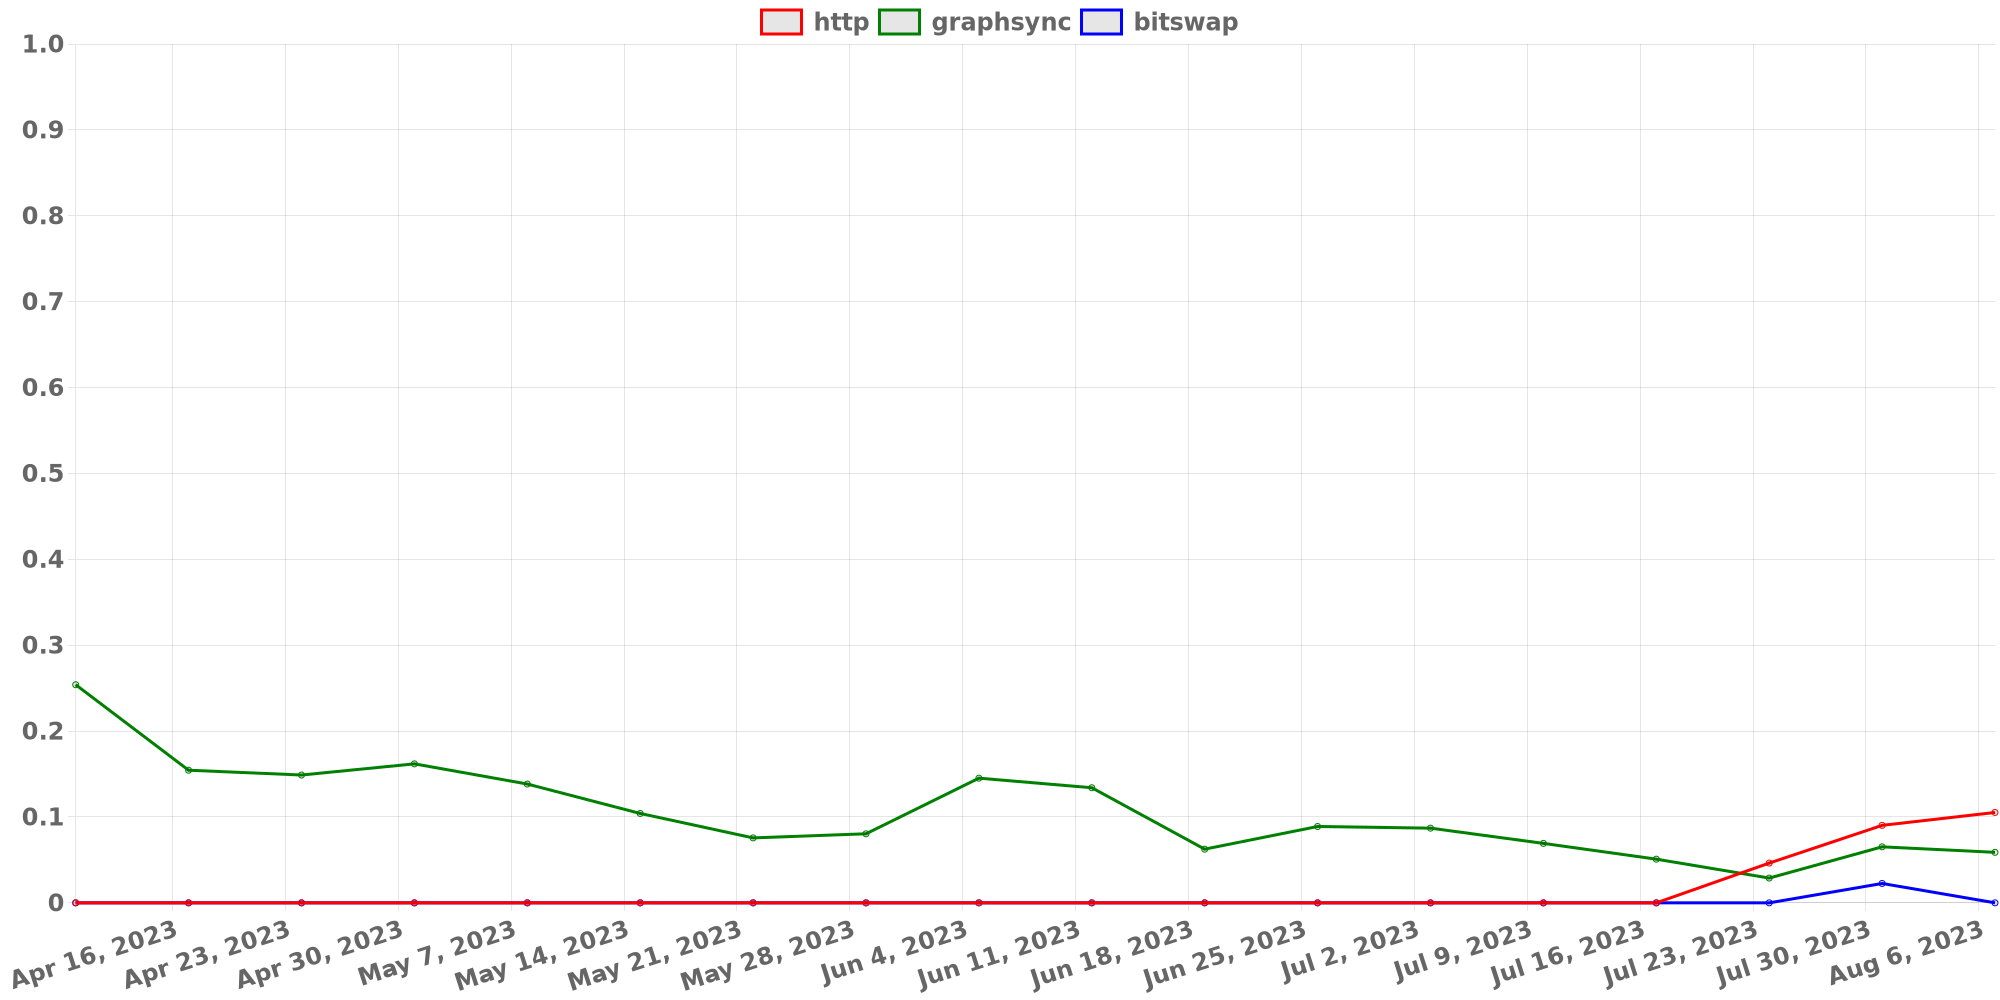 http graphsync bitswap
1.0
0.9
0.8
0.7
0.6
0.5
0.4
0.3
0.2
0.1
0
Apr 16, 2023
Apr 23, 2023
Apr 30, 2023
May 7, 2023
May 14, 2023
May 21, 2023
May 28, 2023
Jun 4, 2023
Jun 11, 2023
Jun 18, 2023
Jun 25, 2023
Jul 2, 2023
Jul 9, 2023
Jul 16, 2023
Jul 23, 2023
Jul 30, 2023
Aug 6, 2023